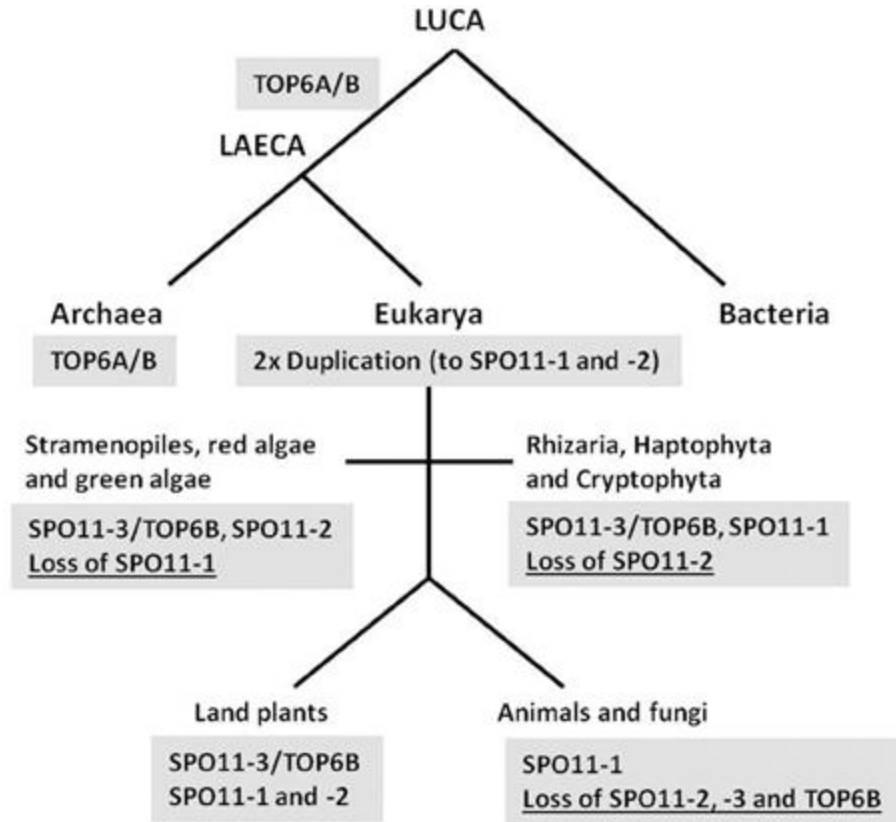 LUCA
TOP6A/B
LAECA
Archaea
TOP6A/B
Eukarya
2x Duplication (to SPO11-1 and -2)
Bacteria
Stramenopiles, red algae
and green algae
SPO11-3/TOP6B, SPO11-2
Loss of SPO11-1
Rhizaria, Haptophyta
and Cryptophyta
SPO11-3/TOP6B, SPO11-1
Loss of SPO11-2
Land plants
SPO11-3/TOP6B
SPO11-1 and -2
Animals and fungi
SPO11-1
Loss of SPO11-2, -3 and TOP6B